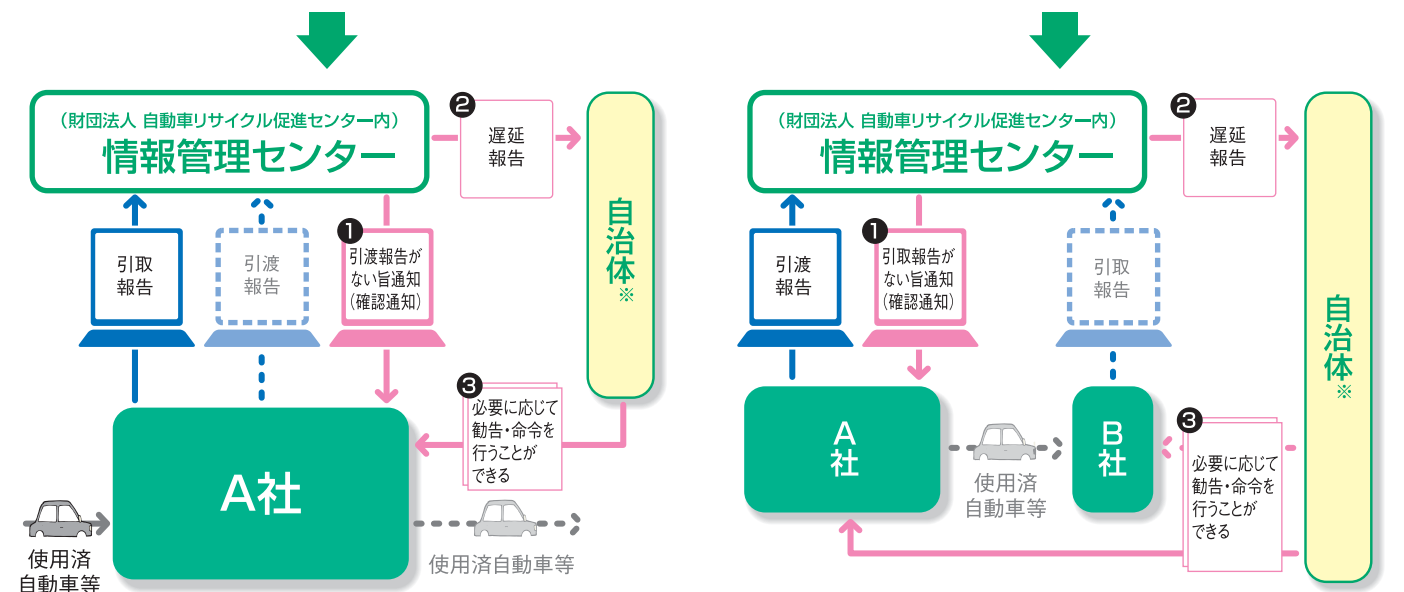 (財団法人 自動車リサイクル促進センター内)
情報管理センター
❷
遅延
報告
自治体※
引取
報告
引渡
報告
❶
引渡報告が
ない旨通知
(確認通知)
❸
必要に応じて
勧告・命令を
行うことが
できる
A社
使用済
自動車等
使用済自動車等
(財団法人 自動車リサイクル促進センター内)
情報管理センター
❷
遅延
報告
自治体※
引渡
報告
❶
引取報告が
ない旨通知
(確認通知)
引取
報告
A
社
使用済
自動車等
B
社
❸
必要に応じて
勧告・命令を
行うことが
できる